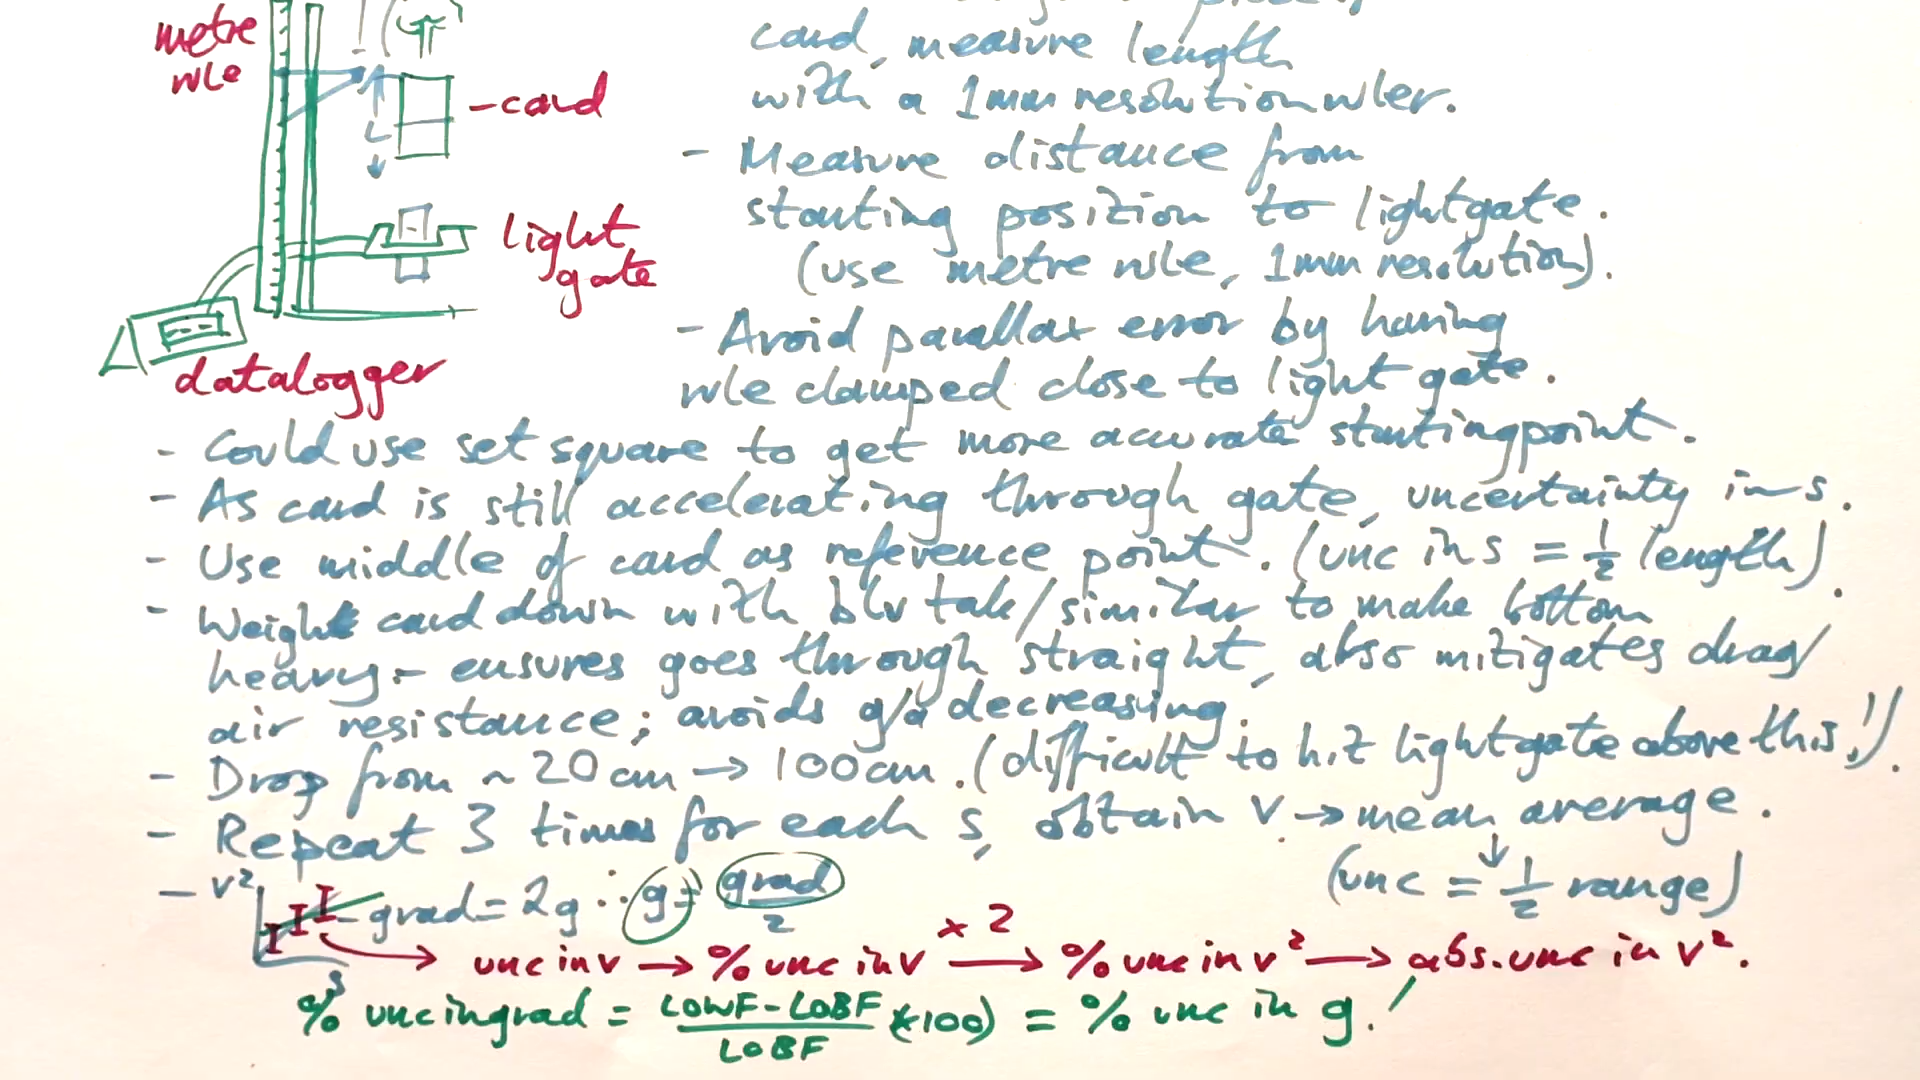 card, measure length
with a 1mm resolution ruler.
- Measure distance from
starting position to lightgate.
(use metre rule, 1mm resolution).
- Avoid parallax error by having
rule clamped close to light gate.
metre
rule
L
- card
light
gate
datalogger
- Could use set square to get more accurate starting point.
- As card is still accelerating through gate, uncertainty in s.
- Use middle of card as reference point. (unc in s = 1/2 length).
- Weight card down with blu tak/similar to make bottom
heavy - ensures goes through straight, also mitigates drag/
air resistance; avoids g/a decreasing.
- Drop from ~ 20cm → 100cm. (difficult to hit lightgate above this!).
- Repeat 3 times for each s, obtain v → mean average.
↓
(unc = 1/2 range)
- v² - grad = 2g ∴ g = grad/2
s
unc in v → % unc in v ×2 → % unc in v² → abs. unc in v².
% unc in grad = LOWF - LOBF/LOBF (×100) = % unc in g!